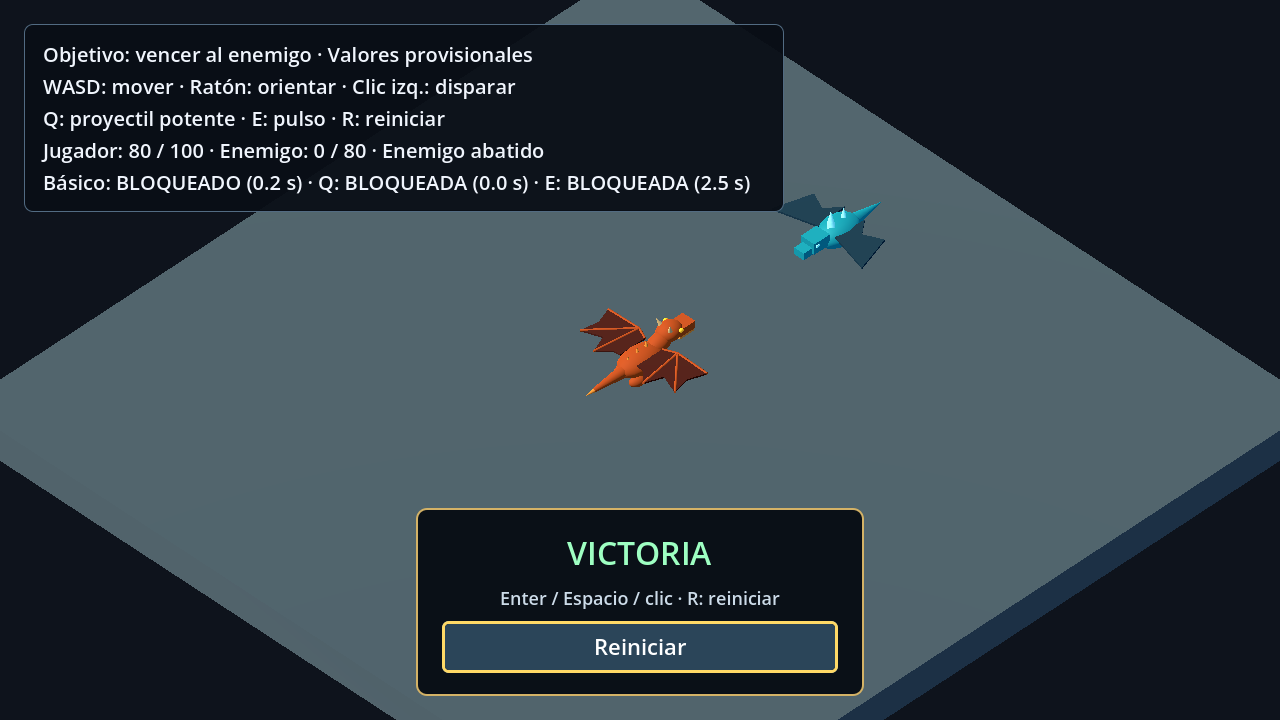 Objetivo: vencer al enemigo · Valores provisionales
WASD: mover · Ratón: orientar · Clic izq.: disparar
Q: proyectil potente · E: pulso · R: reiniciar
Jugador: 80 / 100 · Enemigo: 0 / 80 · Enemigo abatido
Básico: BLOQUEADO (0.2 s) · Q: BLOQUEADA (0.0 s) · E: BLOQUEADA (2.5 s)
VICTORIA
Enter / Espacio / clic · R: reiniciar
Reiniciar